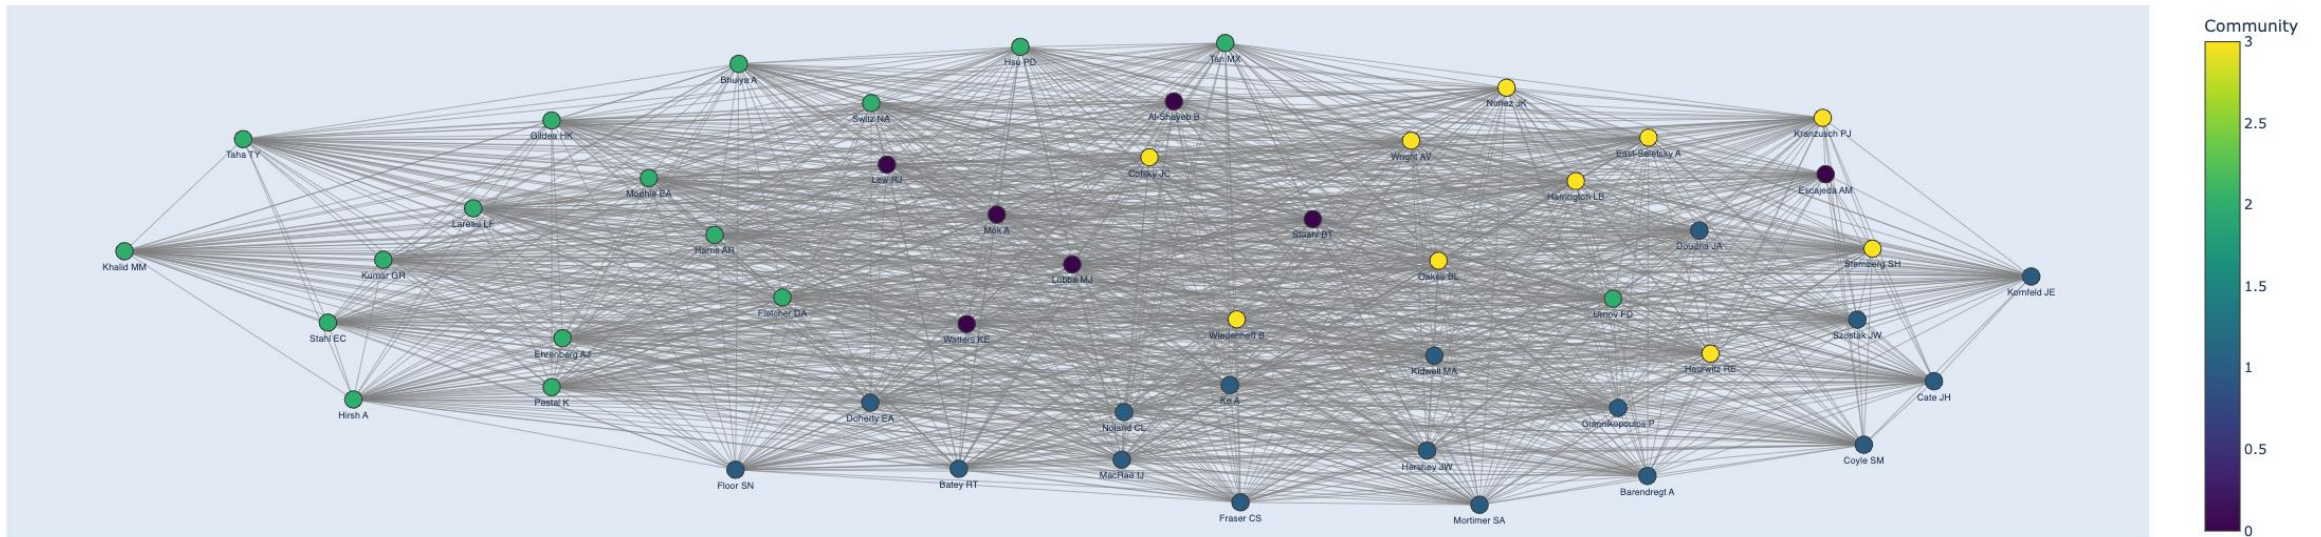 Community
3
2.5
2
1.5
1
0.5
0
Hsu PD
Tan MX
Bhuiya A
Nunez JK
Switz NA
Al-Shayeb B
Gildea HK
Kranzusch PJ
Taha TY
Wright AV
East-Seletsky A
Lew RJ
Cofsky JC
Moehle EA
Harrington LB
Escajeda AM
Lareau LF
Mok A
Staahl BT
Harris AR
Doudna JA
Khalid MM
Kumar GR
Lobba MJ
Oakes BL
Sternberg SH
Kornfeld JE
Fletcher DA
Urnov FD
Stahl EC
Watters KE
Wiedenheft B
Szostak JW
Ehrenberg AJ
Kidwell MA
Haurwitz RE
Hirsh A
Pestal K
Ko A
Cate JH
Doherty EA
Noland CL
Giannikopoulos P
Floor SN
Batey RT
MacRae IJ
Hershey JW
Coyle SM
Barendregt A
Fraser CS
Mortimer SA